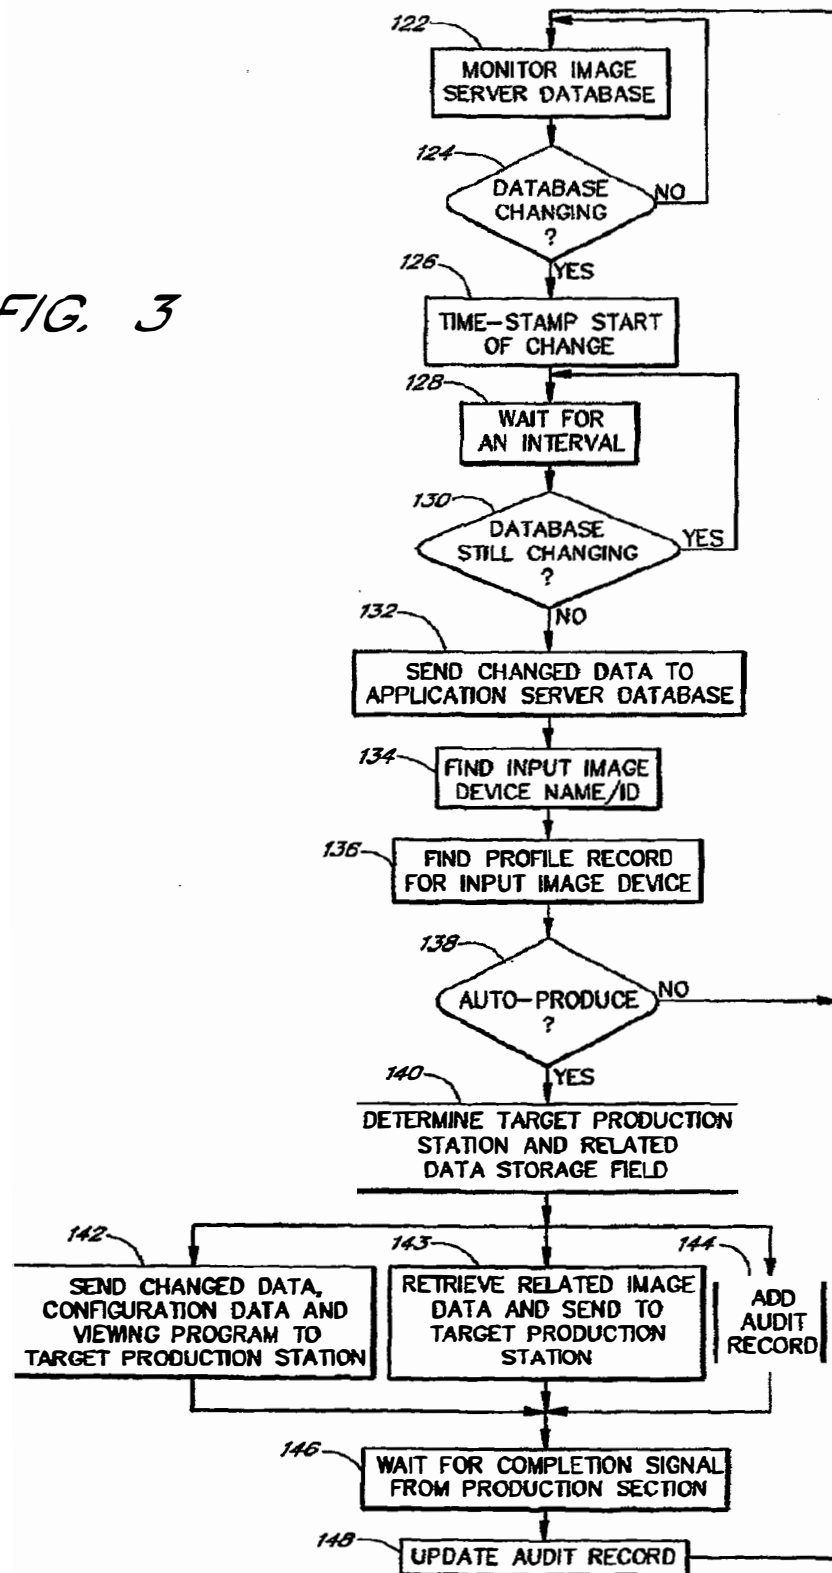 122
MONITOR IMAGE
SERVER DATABASE
124
DATABASE
CHANGING
?
NO
YES
126
FIG. 3
TIME-STAMP START
OF CHANGE
128
WAIT FOR
AN INTERVAL
130
DATABASE
STILL CHANGING
?
YES
NO
132
SEND CHANGED DATA TO
APPLICATION SERVER DATABASE
134
FIND INPUT IMAGE
DEVICE NAME/ID
136
FIND PROFILE RECORD
FOR INPUT IMAGE DEVICE
138
AUTO-PRODUCE
?
NO
YES
140
DETERMINE TARGET PRODUCTION
STATION AND RELATED
DATA STORAGE FIELD
142
SEND CHANGED DATA,
CONFIGURATION DATA AND
VIEWING PROGRAM TO
TARGET PRODUCTION STATION
143
RETRIEVE RELATED IMAGE
DATA AND SEND TO
TARGET PRODUCTION
STATION
144
ADD
AUDIT
RECORD
146
WAIT FOR COMPLETION SIGNAL
FROM PRODUCTION SECTION
148
UPDATE AUDIT RECORD